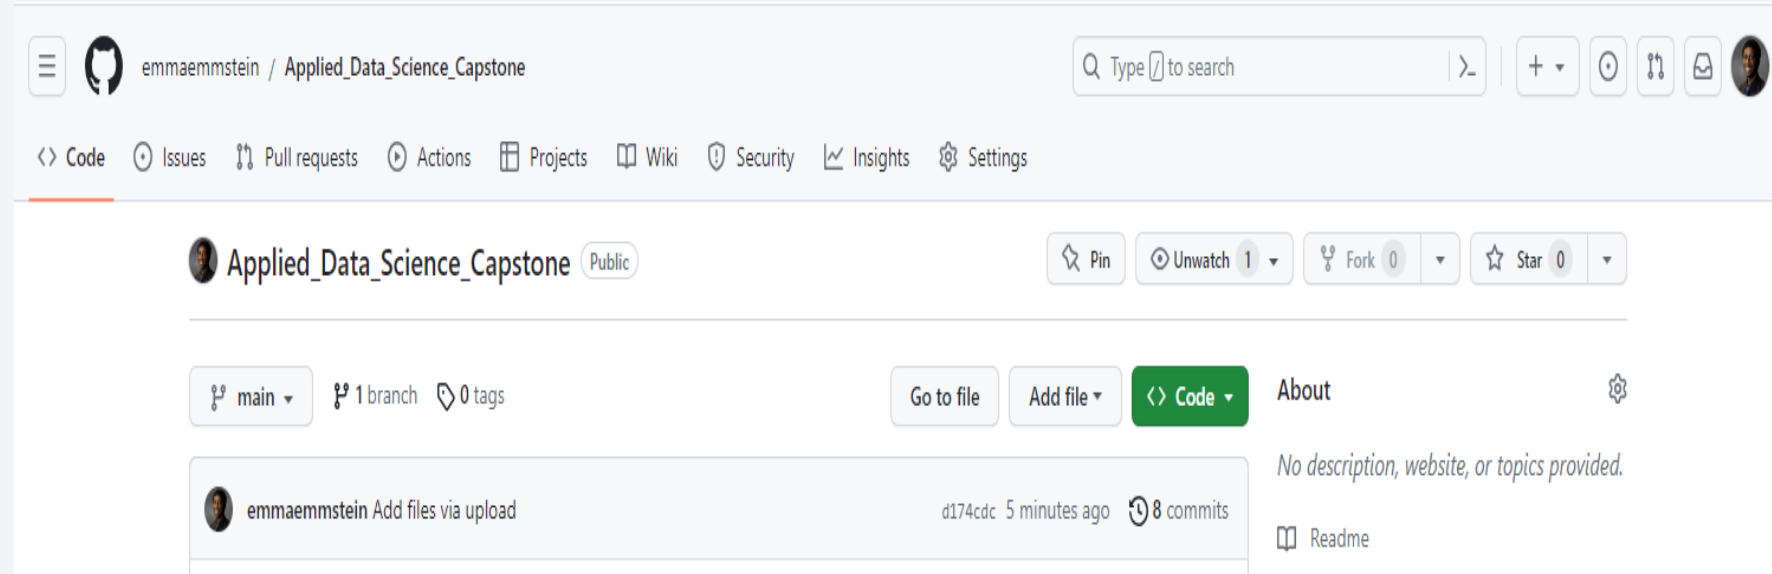 emmaemmstein / Applied_Data_Science_Capstone
Type / to search
Code Issues Pull requests Actions Projects Wiki Security Insights Settings
Applied_Data_Science_Capstone Public
Pin Unwatch 1 Fork 0 Star 0
main 1 branch 0 tags Go to file Add file Code
About
No description, website, or topics provided.
emmaemmstein Add files via upload d174cdc 5 minutes ago 8 commits
Readme